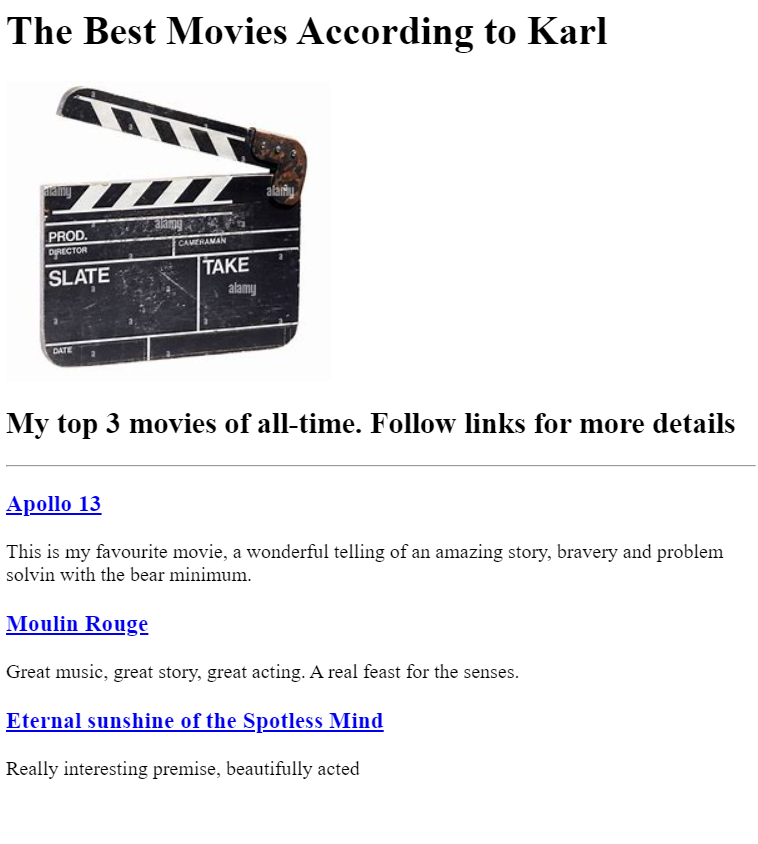 The Best Movies According to Karl
alamy
alamy
alamy
PROD.
DIRECTOR
CAMERAMAN
SLATE
TAKE
alamy
DATE
My top 3 movies of all-time. Follow links for more details
Apollo 13
This is my favourite movie, a wonderful telling of an amazing story, bravery and problem
solvin with the bear minimum.
Moulin Rouge
Great music, great story, great acting. A real feast for the senses.
Eternal sunshine of the Spotless Mind
Really interesting premise, beautifully acted